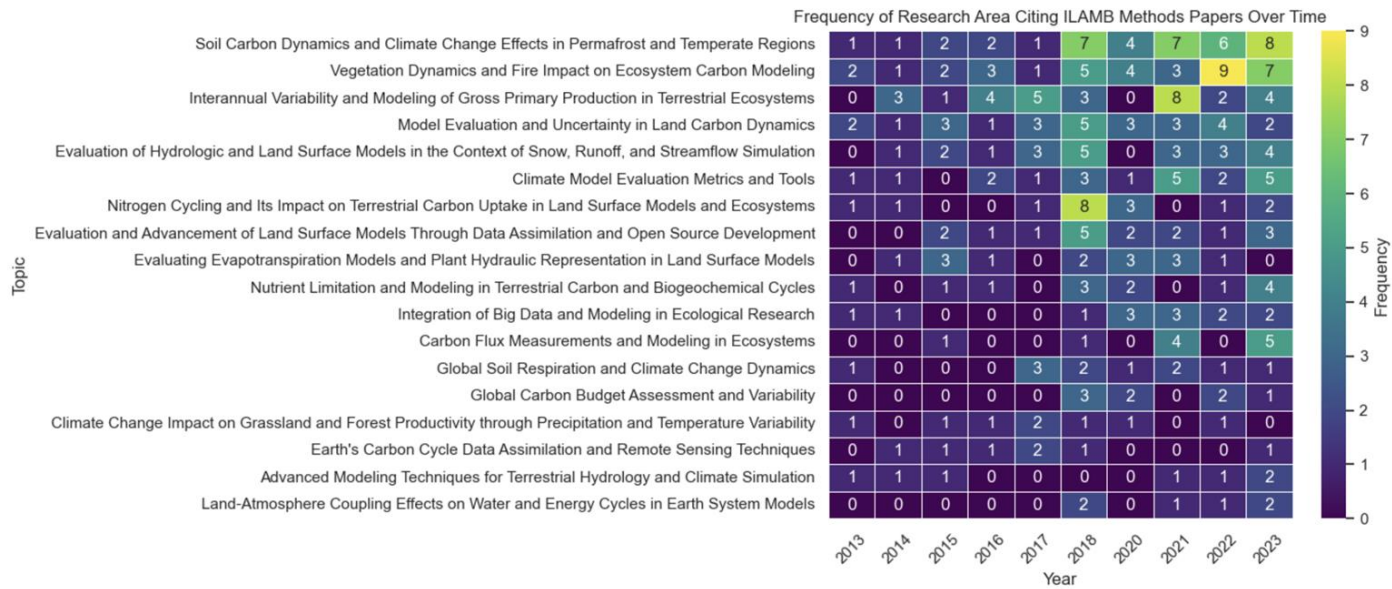 Frequency of Research Area Citing ILAMB Methods Papers Over Time
Soil Carbon Dynamics and Climate Change Effects in Permafrost and Temperate Regions 1 1 2 2 1 7 4 7 6 8
Vegetation Dynamics and Fire Impact on Ecosystem Carbon Modeling 2 1 2 3 1 5 4 3 9 7
Interannual Variability and Modeling of Gross Primary Production in Terrestrial Ecosystems 0 3 1 4 5 3 0 8 2 4
Model Evaluation and Uncertainty in Land Carbon Dynamics 2 1 3 1 3 5 3 3 4 2
Evaluation of Hydrologic and Land Surface Models in the Context of Snow, Runoff, and Streamflow Simulation 0 1 2 1 3 5 0 3 3 4
Climate Model Evaluation Metrics and Tools 1 1 0 2 1 3 1 5 2 5
Nitrogen Cycling and Its Impact on Terrestrial Carbon Uptake in Land Surface Models and Ecosystems 1 1 0 0 1 8 3 0 1 2
Evaluation and Advancement of Land Surface Models Through Data Assimilation and Open Source Development 0 0 2 1 1 5 2 2 1 3
Evaluating Evapotranspiration Models and Plant Hydraulic Representation in Land Surface Models 0 1 3 1 0 2 3 3 1 0
Nutrient Limitation and Modeling in Terrestrial Carbon and Biogeochemical Cycles 1 0 1 1 0 3 2 0 1 4
Integration of Big Data and Modeling in Ecological Research 1 1 0 0 0 1 3 3 2 2
Carbon Flux Measurements and Modeling in Ecosystems 0 0 1 0 0 1 0 4 0 5
Global Soil Respiration and Climate Change Dynamics 1 0 0 0 3 2 1 2 1 1
Global Carbon Budget Assessment and Variability 0 0 0 0 0 3 2 0 2 1
Climate Change Impact on Grassland and Forest Productivity through Precipitation and Temperature Variability 1 0 1 1 2 1 1 0 1 0
Earth's Carbon Cycle Data Assimilation and Remote Sensing Techniques 0 1 1 1 2 1 0 0 0 1
Advanced Modeling Techniques for Terrestrial Hydrology and Climate Simulation 1 1 1 0 0 0 0 1 1 2
Land-Atmosphere Coupling Effects on Water and Energy Cycles in Earth System Models 0 0 0 0 0 2 0 1 1 2
Topic
2013 2014 2015 2016 2017 2018 2020 2021 2022 2023
Year
9
8
7
6
5
4
3
2
1
0
Frequency